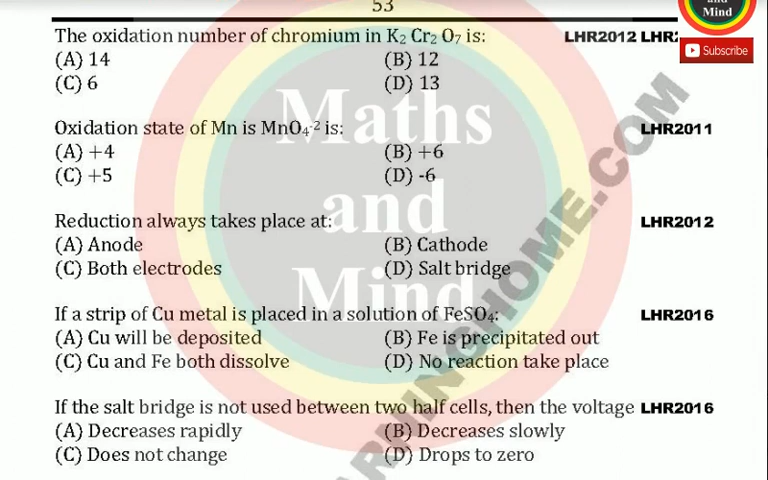 53
and
Mind
Subscribe
The oxidation number of chromium in K₂ Cr₂ O₇ is: LHR2012
(A) 14 (B) 12
(C) 6 (D) 13
Oxidation state of Mn is MnO₄⁻² is: LHR2011
(A) +4 (B) +6
(C) +5 (D) -6
Reduction always takes place at: LHR2012
(A) Anode (B) Cathode
(C) Both electrodes (D) Salt bridge
If a strip of Cu metal is placed in a solution of FeSO₄: LHR2016
(A) Cu will be deposited (B) Fe is precipitated out
(C) Cu and Fe both dissolve (D) No reaction take place
If the salt bridge is not used between two half cells, then the voltage LHR2016
(A) Decreases rapidly (B) Decreases slowly
(C) Does not change (D) Drops to zero
Maths
and
Mind
ARNINGHOME.COM